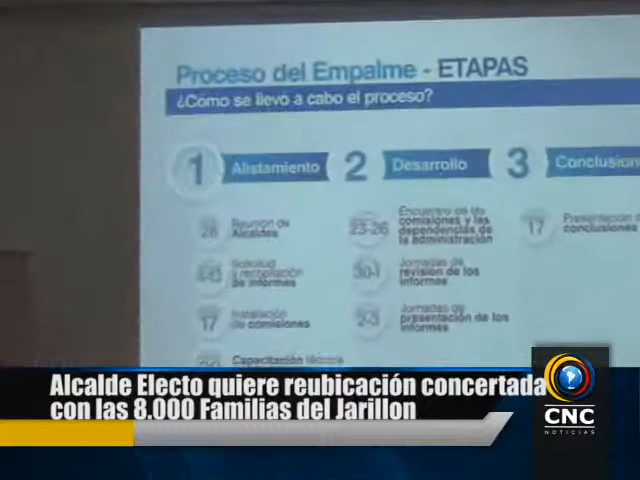 Proceso del Empalme - ETAPAS
¿Cómo se llevó a cabo el proceso?
1 Alistamiento
2 Desarrollo
3 Conclusion
28 Reunión de
Alcaldes
Solicitud
y recopilación
de informes
17 Instalación
de comisiones
Capacitación técnica
23-26 Encuentro de las
comisiones y las
dependencias de
la administración
30-1 Jornadas de
revisión de los
informes
2-3 Jornadas de
presentación de los
informes
17 Presentación
conclusiones
Alcalde Electo quiere reubicación concertada
con las 8.000 Familias del Jarillon
CNC
NOTICIAS